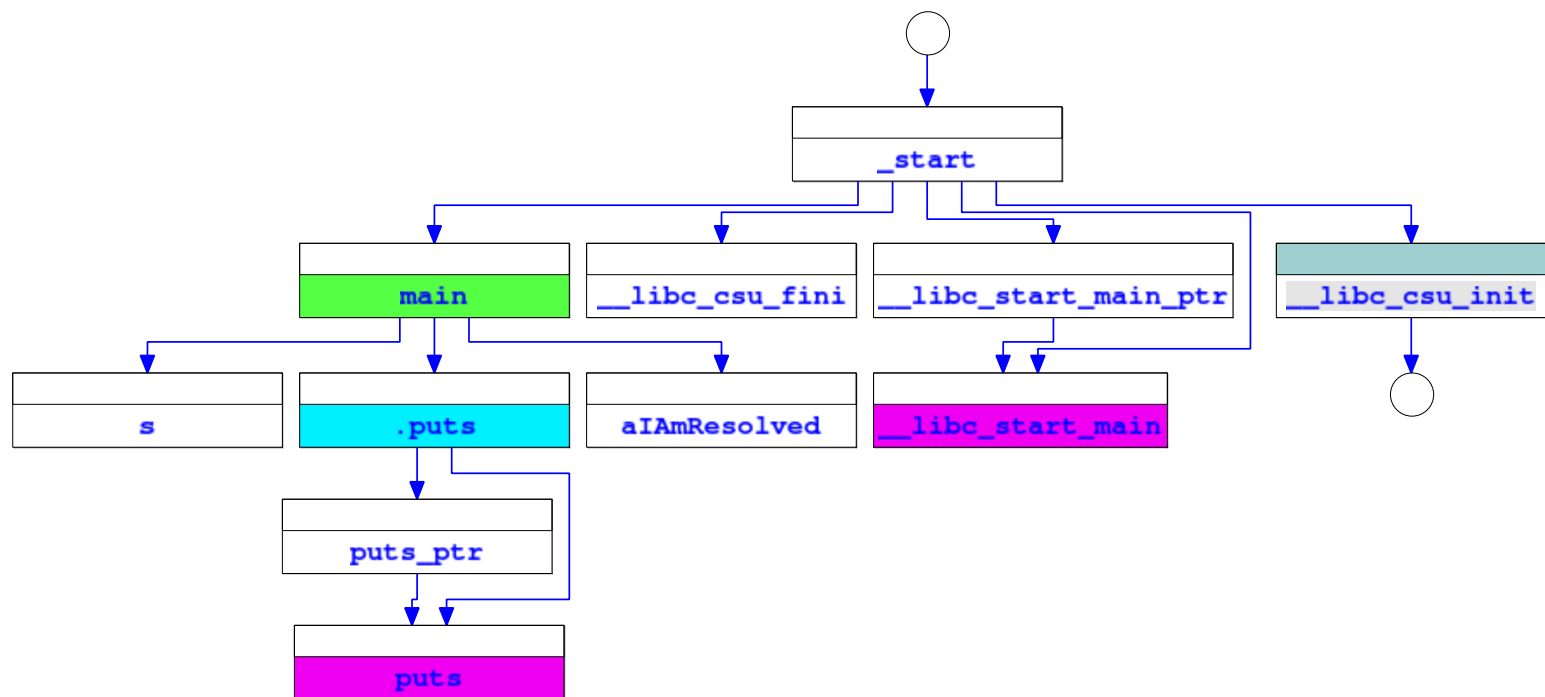 _start
main
__libc_csu_fini
__libc_start_main_ptr
__libc_csu_init
s
.puts
aIAmResolved
__libc_start_main
puts_ptr
puts